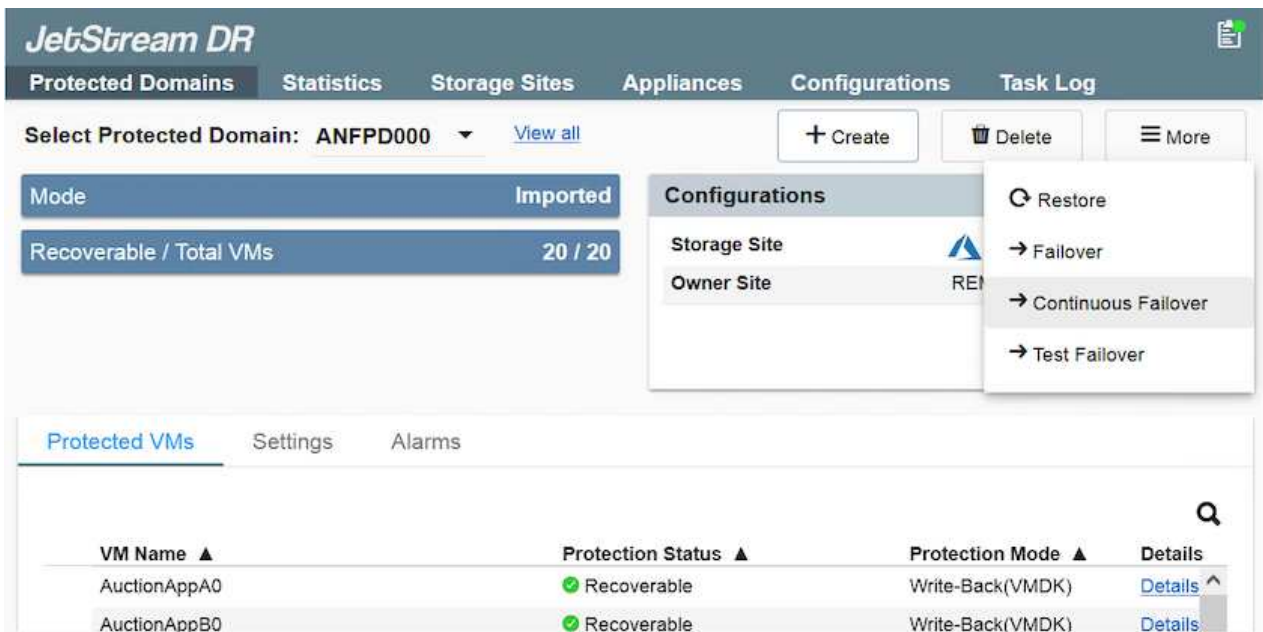 JetStream DR
Protected Domains Statistics Storage Sites Appliances Configurations Task Log
Select Protected Domain: ANFPD000 View all + Create Delete More
Mode Imported
Recoverable / Total VMs 20 / 20
Configurations
Storage Site
Owner Site
Restore
Failover
Continuous Failover
Test Failover
Protected VMs Settings Alarms
VM Name Protection Status Protection Mode Details
AuctionAppA0 Recoverable Write-Back(VMDK) Details
AuctionAppB0 Recoverable Write-Back(VMDK) Details